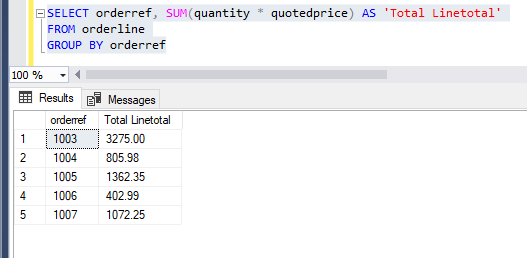 SELECT orderref, SUM(quantity * quotedprice) AS 'Total Linetotal'
FROM orderline
GROUP BY orderref
100 %
Results Messages
orderref Total Linetotal
1 1003 3275.00
2 1004 805.98
3 1005 1362.35
4 1006 402.99
5 1007 1072.25